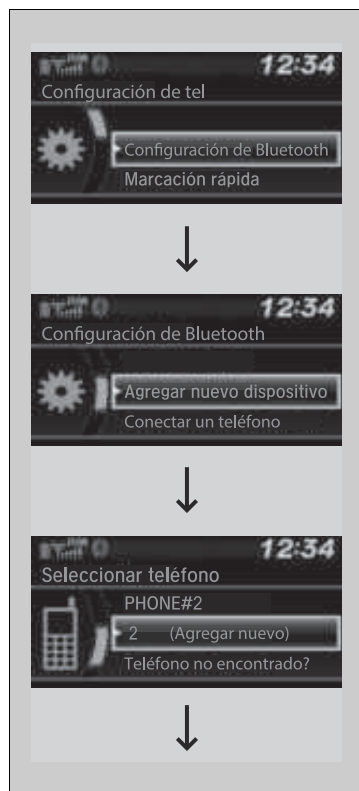 12:34
Configuración de tel
Configuración de Bluetooth
Marcación rápida
12:34
Configuración de Bluetooth
Agregar nuevo dispositivo
Conectar un teléfono
12:34
Seleccionar teléfono
PHONE#2
2 (Agregar nuevo)
Teléfono no encontrado?